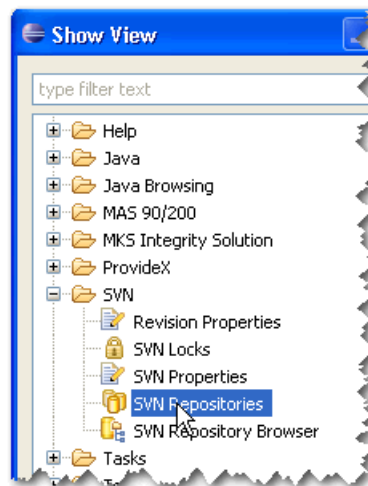 Show View
type filter text
Help
Java
Java Browsing
MAS 90/200
MKS Integrity Solution
ProvideX
SVN
Revision Properties
SVN Locks
SVN Properties
SVN Repositories
SVN Repository Browser
Tasks